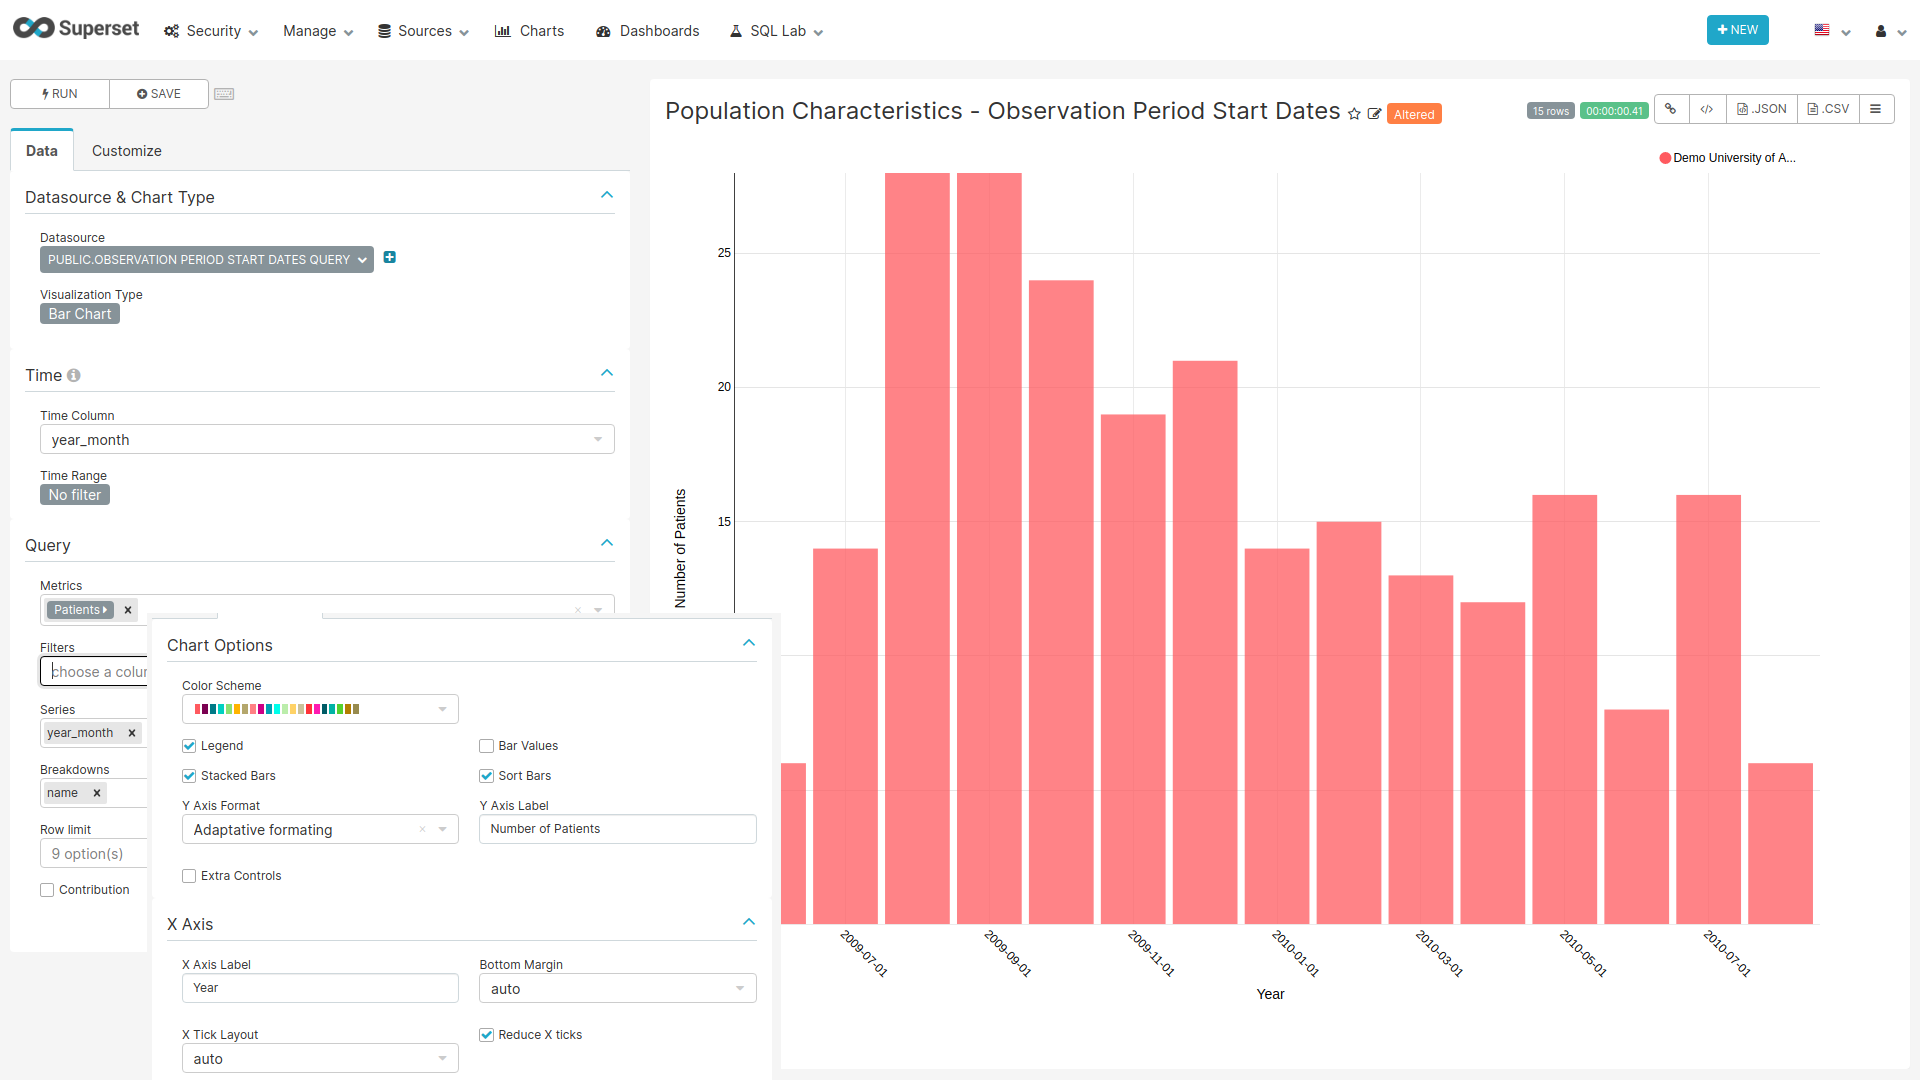 Superset Security Manage Sources Charts Dashboards SQL Lab + NEW
RUN SAVE
Data Customize
Datasource & Chart Type
Datasource
PUBLIC.OBSERVATION PERIOD START DATES QUERY
Visualization Type
Bar Chart
Time
Time Column
year_month
Time Range
No filter
Query
Metrics
Patients ×
Filters
choose a colur
Series
year_month ×
Breakdowns
name ×
Row limit
9 option(s)
Contribution
Chart Options
Color Scheme
Legend Bar Values
Stacked Bars Sort Bars
Y Axis Format Y Axis Label
Adaptative formating × Number of Patients
Extra Controls
X Axis
X Axis Label Bottom Margin
Year auto
X Tick Layout Reduce X ticks
auto
Population Characteristics - Observation Period Start Dates Altered
15 rows 00:00:00.41 </> .JSON .CSV
Demo University of A...
25
20
15
Number of Patients
2009-07-01 2009-09-01 2009-11-01 2010-01-01 2010-03-01 2010-05-01 2010-07-01
Year